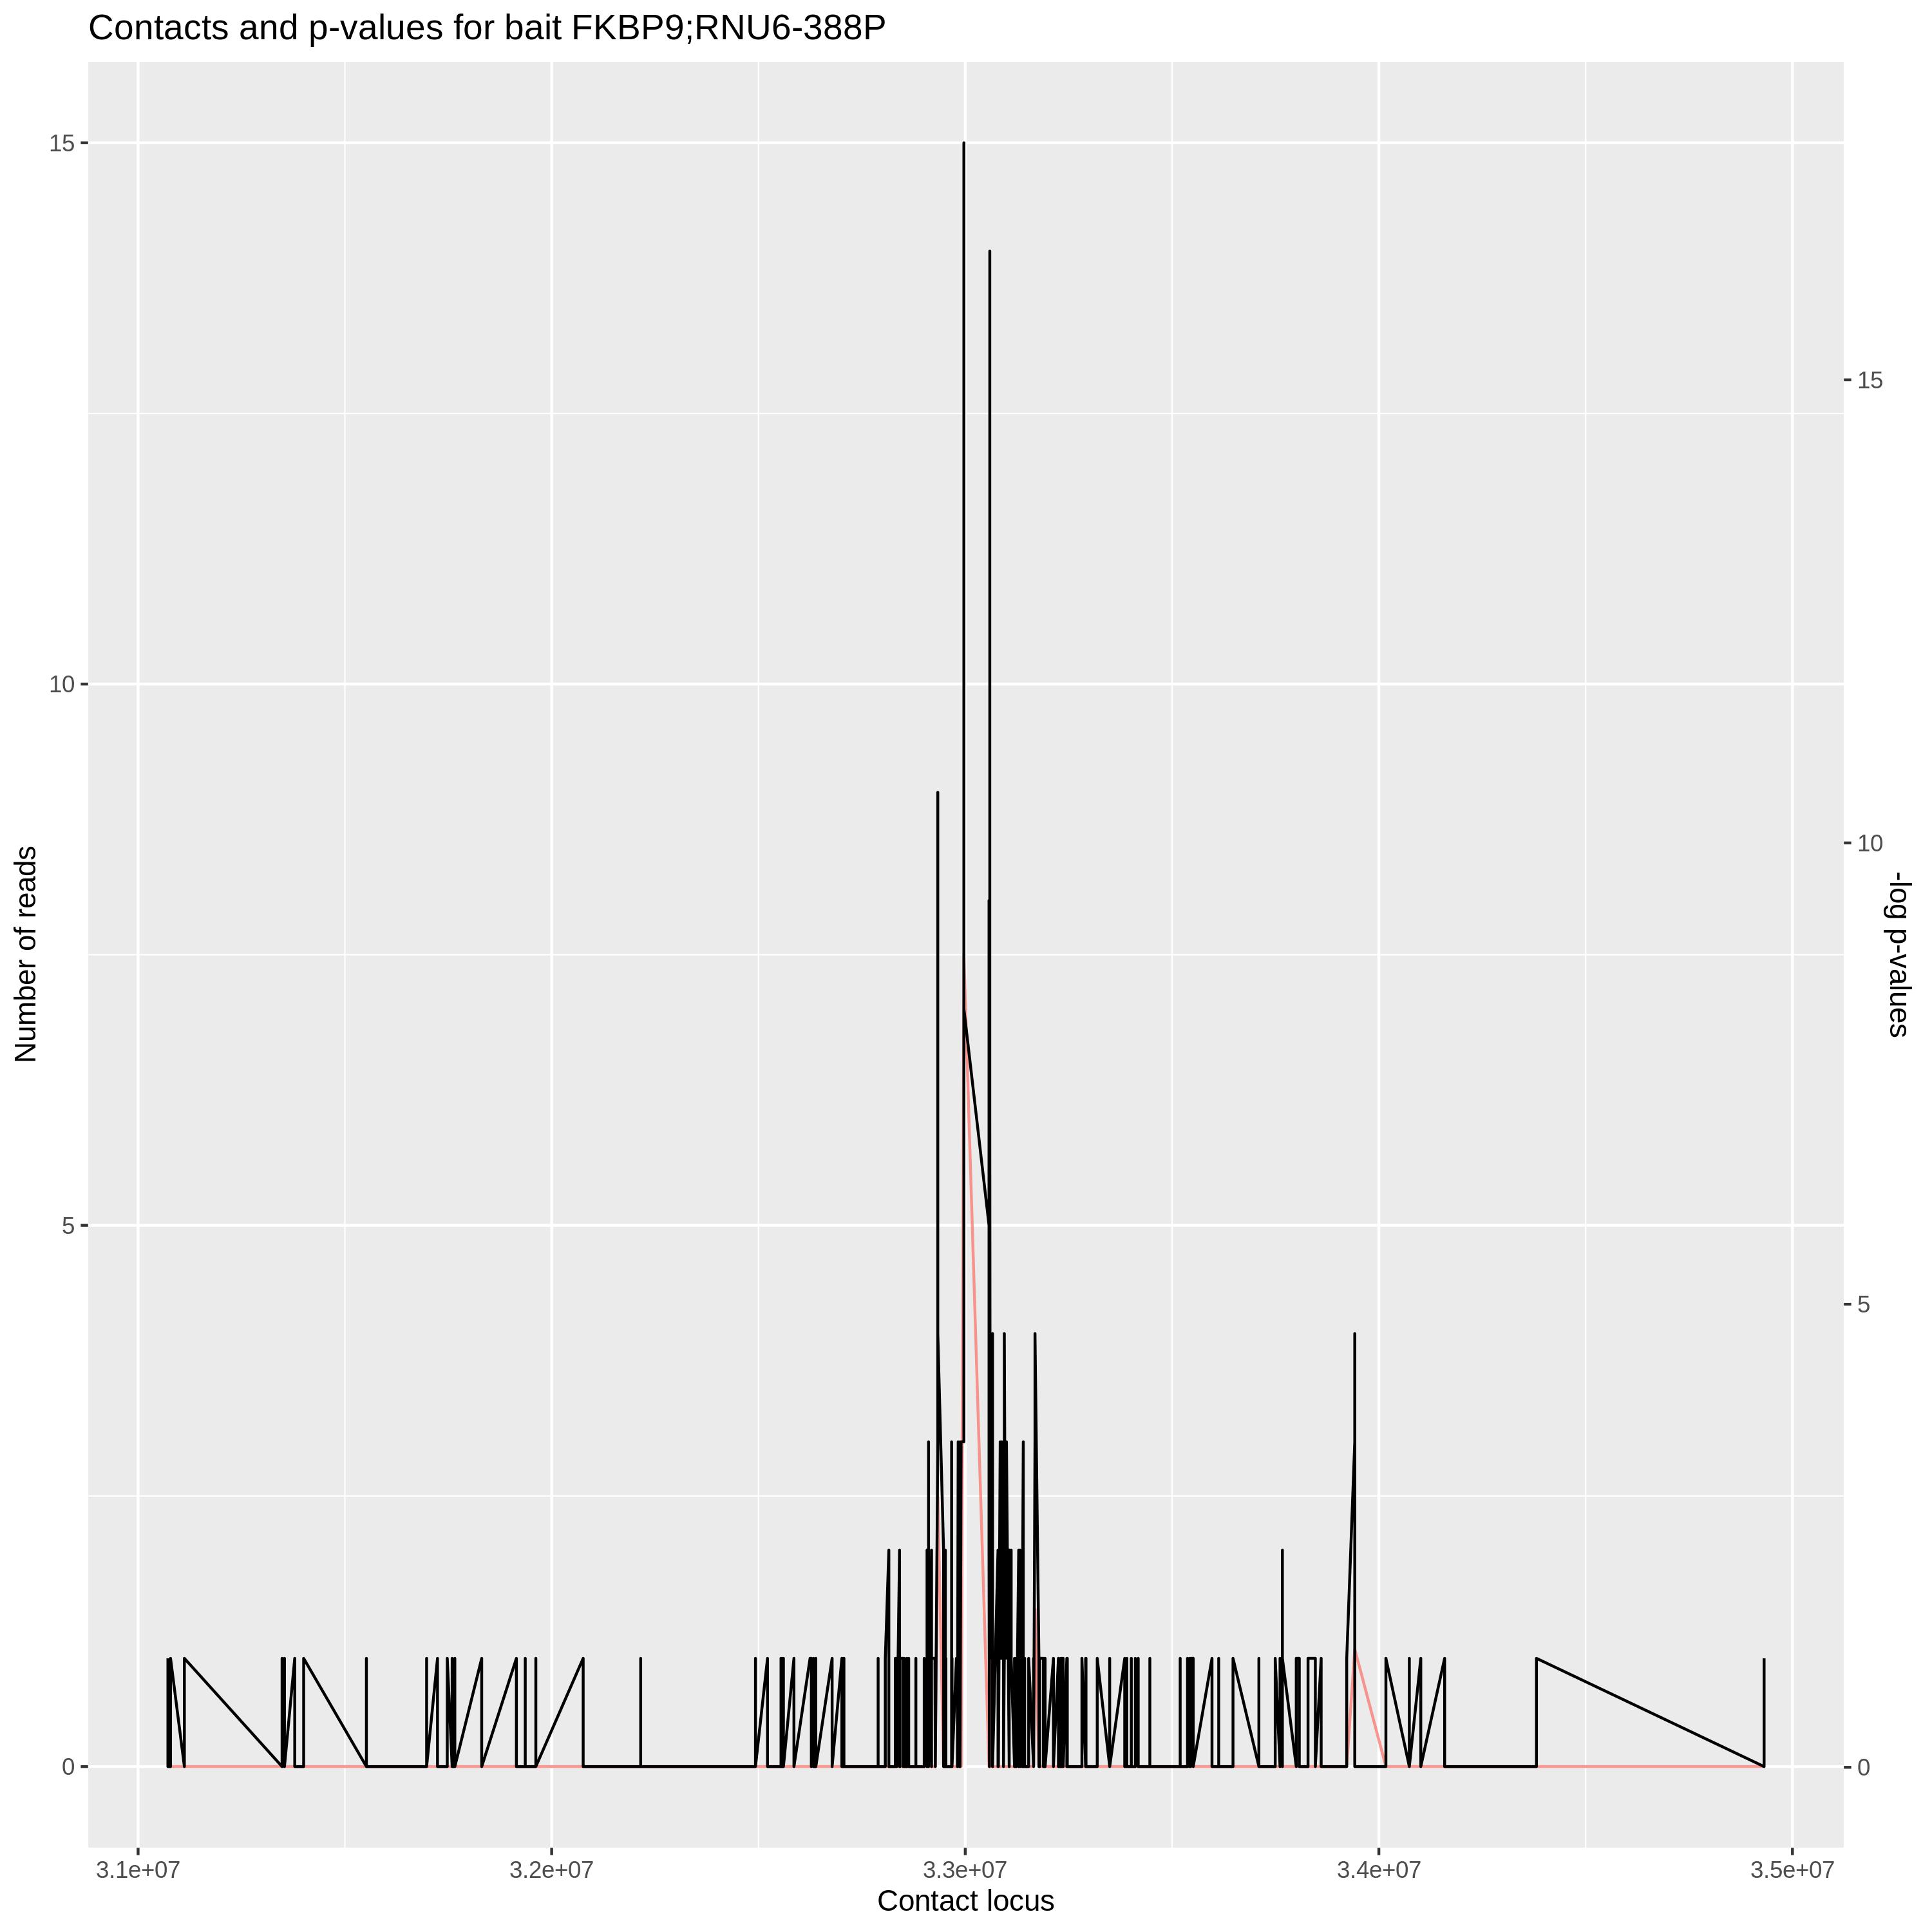 Contacts and p-values for bait FKBP9;RNU6-388P
15
10
5
0
Number of reads
15
10
5
0
-log p-values
3.1e+07 3.2e+07 3.3e+07 3.4e+07 3.5e+07
Contact locus